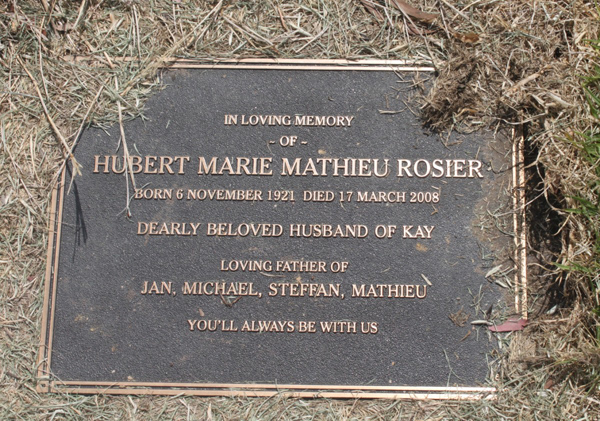 IN LOVING MEMORY
- OF -
HUBERT MARIE MATHIEU ROSIER
BORN 6 NOVEMBER 1921 DIED 17 MARCH 2008
DEARLY BELOVED HUSBAND OF KAY
LOVING FATHER OF
JAN, MICHAEL, STEFFAN, MATHIEU
YOU'LL ALWAYS BE WITH US